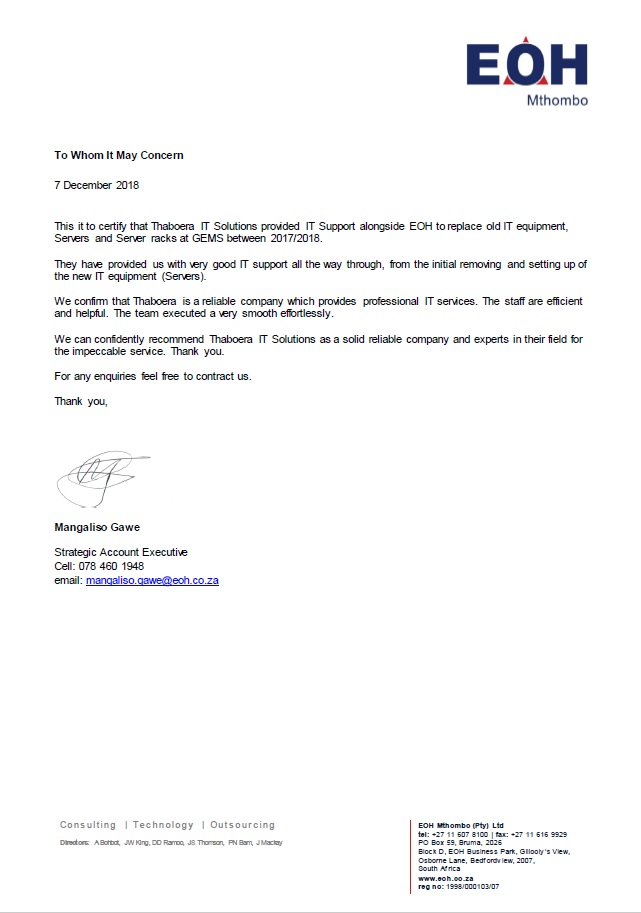 EOH
Mthombo
To Whom It May Concern
7 December 2018
This it to certify that Thaboera IT Solutions provided IT Support alongside EOH to replace old IT equipment,
Servers and Server racks at GEMS between 2017/2018.
They have provided us with very good IT support all the way through, from the initial removing and setting up of
the new IT equipment (Servers).
We confirm that Thaboera is a reliable company which provides professional IT services. The staff are efficient
and helpful. The team executed a very smooth effortlessly.
We can confidently recommend Thaboera IT Solutions as a solid reliable company and experts in their field for
the impeccable service. Thank you.
For any enquiries feel free to contract us.
Thank you,
Mangaliso Gawe
Strategic Account Executive
Cell: 078 460 1948
email: mangaliso.gawe@eoh.co.za
Consulting | Technology | Outsourcing
Directors: A Bohbot, JW King, DD Ramoo, JS Thomson, PN Bam, J Mackay
EOH Mthombo (Pty) Ltd
tel: +27 11 607 8100 | fax: +27 11 616 9929
PO Box 59, Bruma, 2026
Block D, EOH Business Park, Gillooly's View,
Osborne Lane, Bedfordview, 2007,
South Africa
www.eoh.co.za
reg no: 1998/000103/07